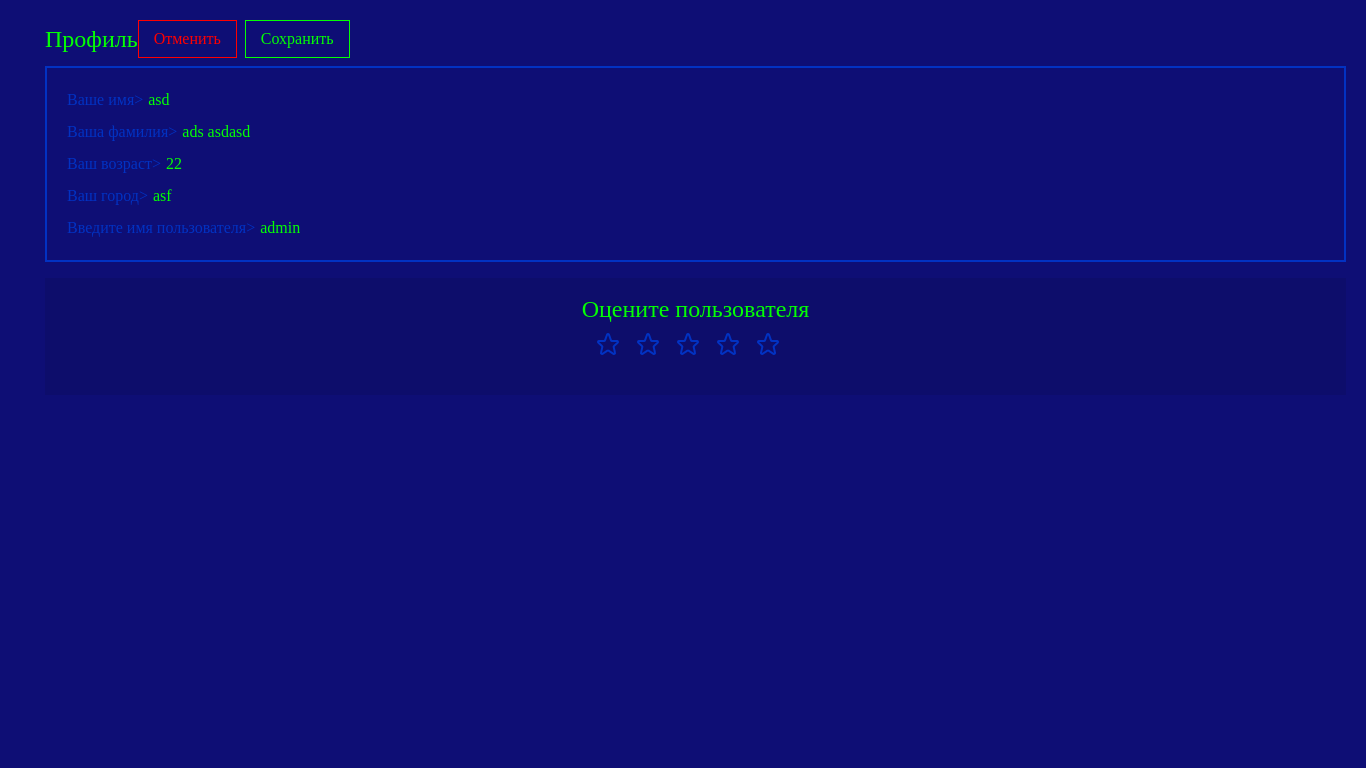 Профиль Отменить Сохранить
Ваше имя> asd
Ваша фамилия> ads asdasd
Ваш возраст> 22
Ваш город> asf
Введите имя пользователя> admin
Оцените пользователя